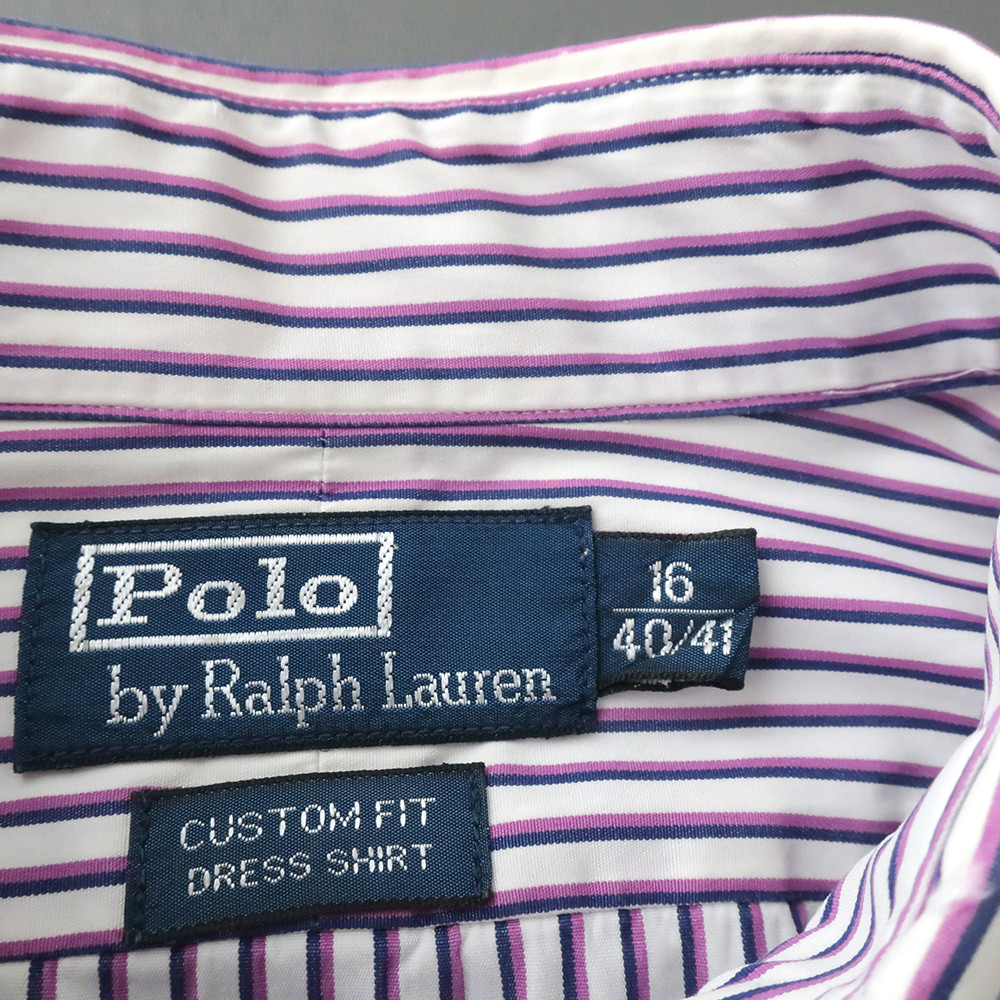 Polo
by Ralph Lauren
16
40/41
CUSTOM FIT
DRESS SHIRT